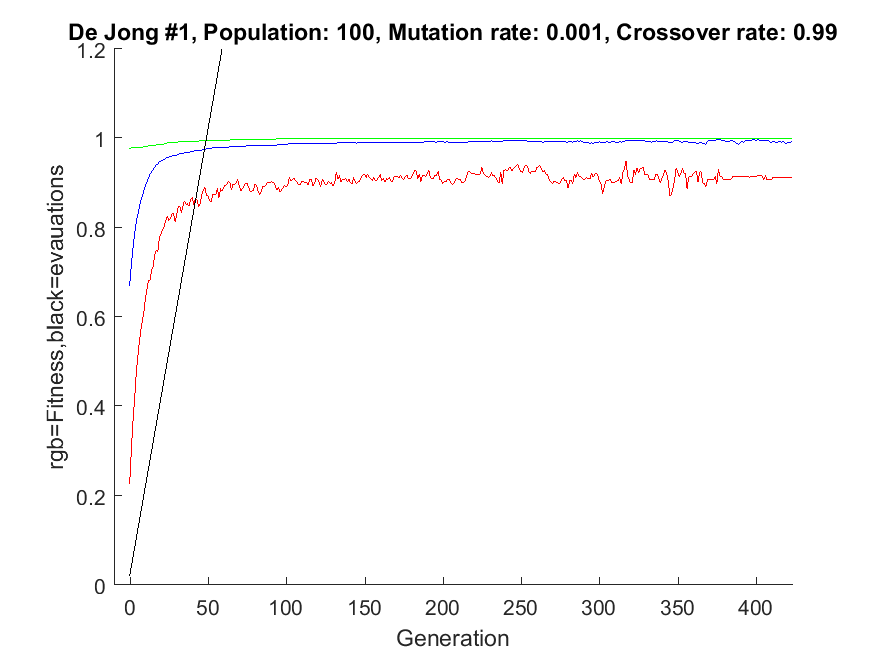 De Jong #1, Population: 100, Mutation rate: 0.001, Crossover rate: 0.99
1.2
1
0.8
0.6
0.4
0.2
0
rgb=Fitness,black=evauations
0 50 100 150 200 250 300 350 400
Generation